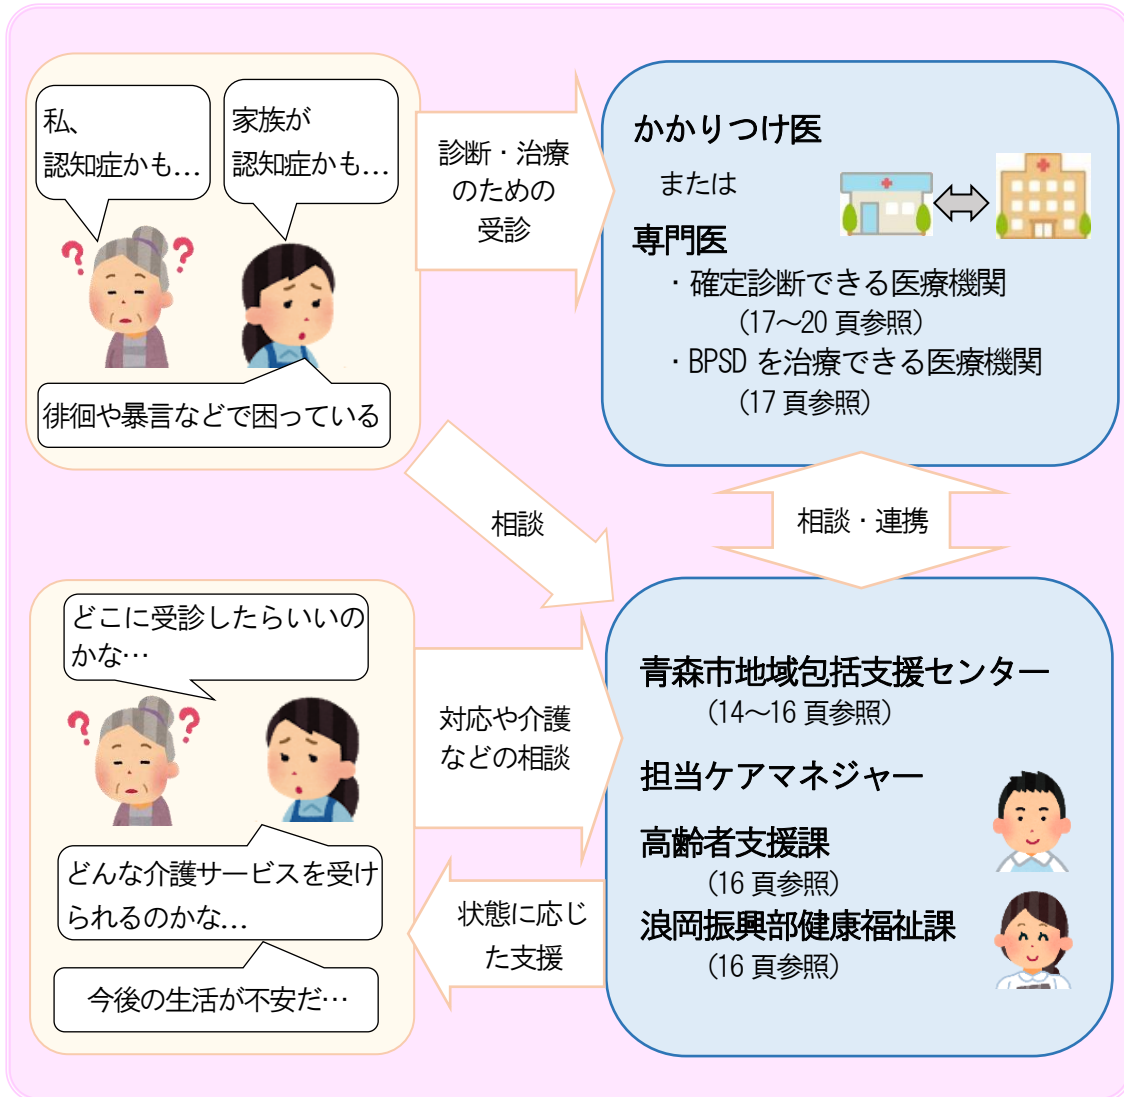 私、
認知症かも…
家族が
認知症かも…
徘徊や暴言などで困っている
診断・治療
のための
受診
かかりつけ医
または
専門医
・確定診断できる医療機関
（17～20 頁参照）
・BPSD を治療できる医療機関
（17 頁参照）
相談
相談・連携
どこに受診したらいいの
かな…
どんな介護サービスを受け
られるのかな…
今後の生活が不安だ…
対応や介護
などの相談
状態に応じ
た支援
青森市地域包括支援センター
（14～16 頁参照）
担当ケアマネジャー
高齢者支援課
（16 頁参照）
浪岡振興部健康福祉課
（16 頁参照）